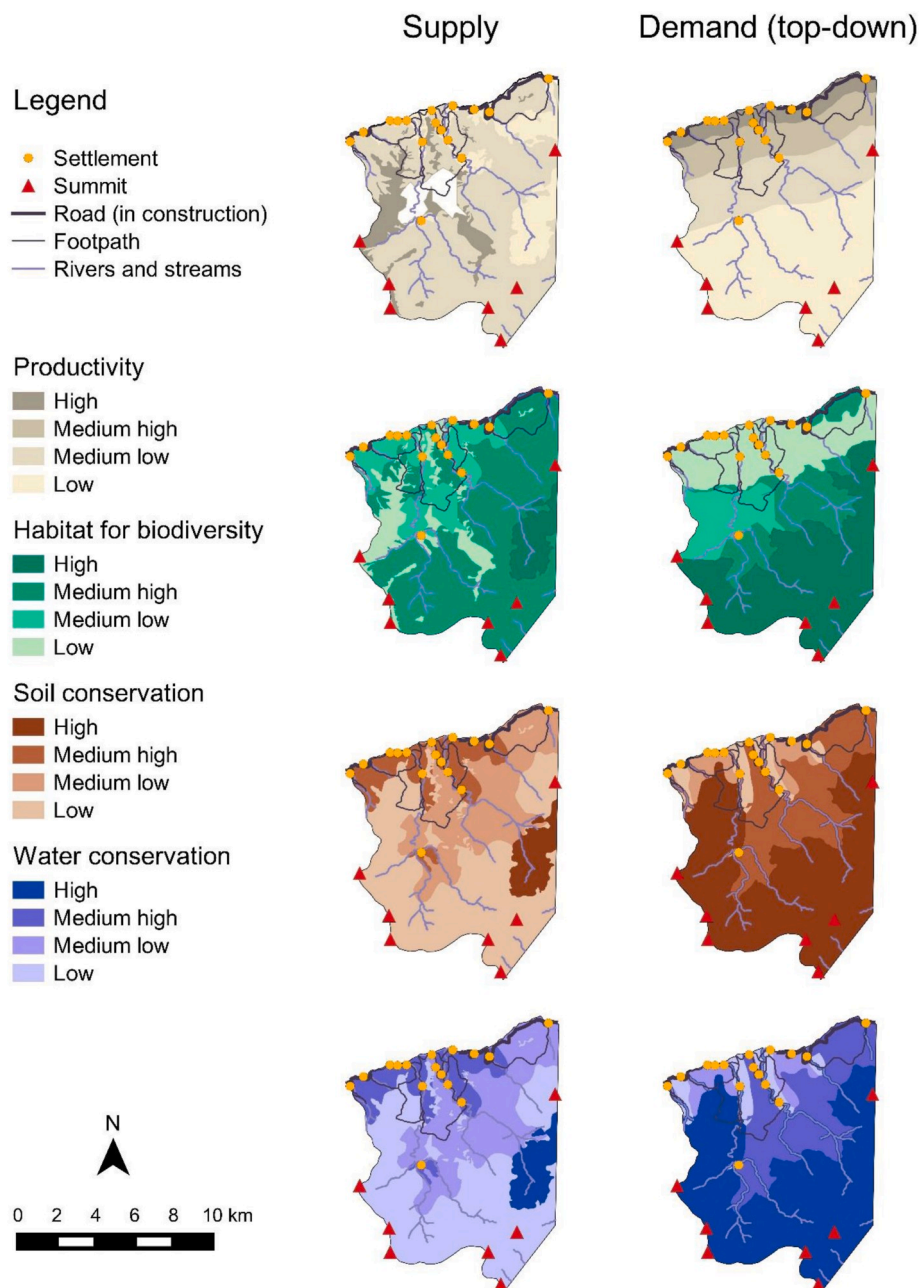 Supply
Demand (top-down)
Legend
Settlement
Summit
Road (in construction)
Footpath
Rivers and streams
Productivity
High
Medium high
Medium low
Low
Habitat for biodiversity
High
Medium high
Medium low
Low
Soil conservation
High
Medium high
Medium low
Low
Water conservation
High
Medium high
Medium low
Low
N
0 2 4 6 8 10 km